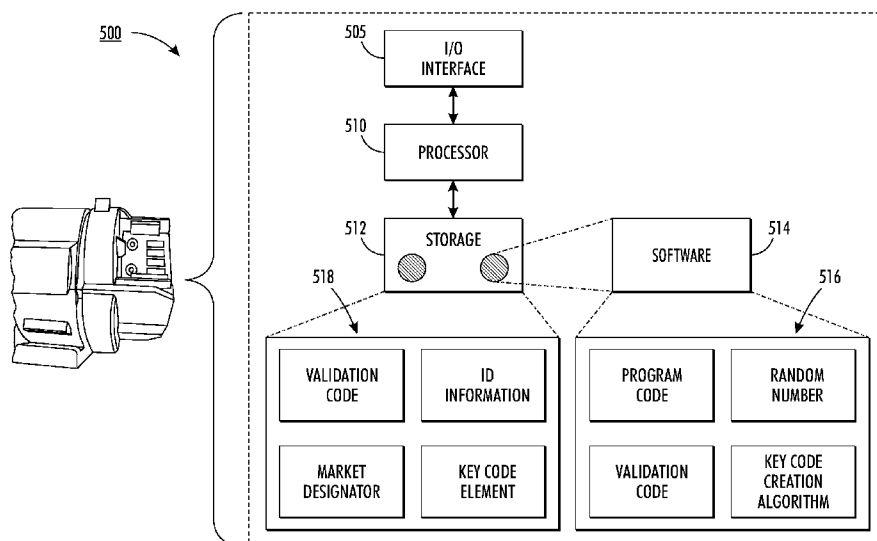 500
505
I/O
INTERFACE
510
PROCESSOR
512
STORAGE
SOFTWARE
514
518
516
VALIDATION
CODE
ID
INFORMATION
MARKET
DESIGNATOR
KEY CODE
ELEMENT
PROGRAM
CODE
RANDOM
NUMBER
VALIDATION
CODE
KEY CODE
CREATION
ALGORITHM